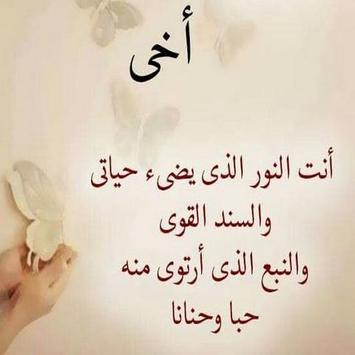 أخى
أنت النور الذى يضىء حياتى
والسند القوى
والنبع الذى أرتوى منه
حبا وحنانا